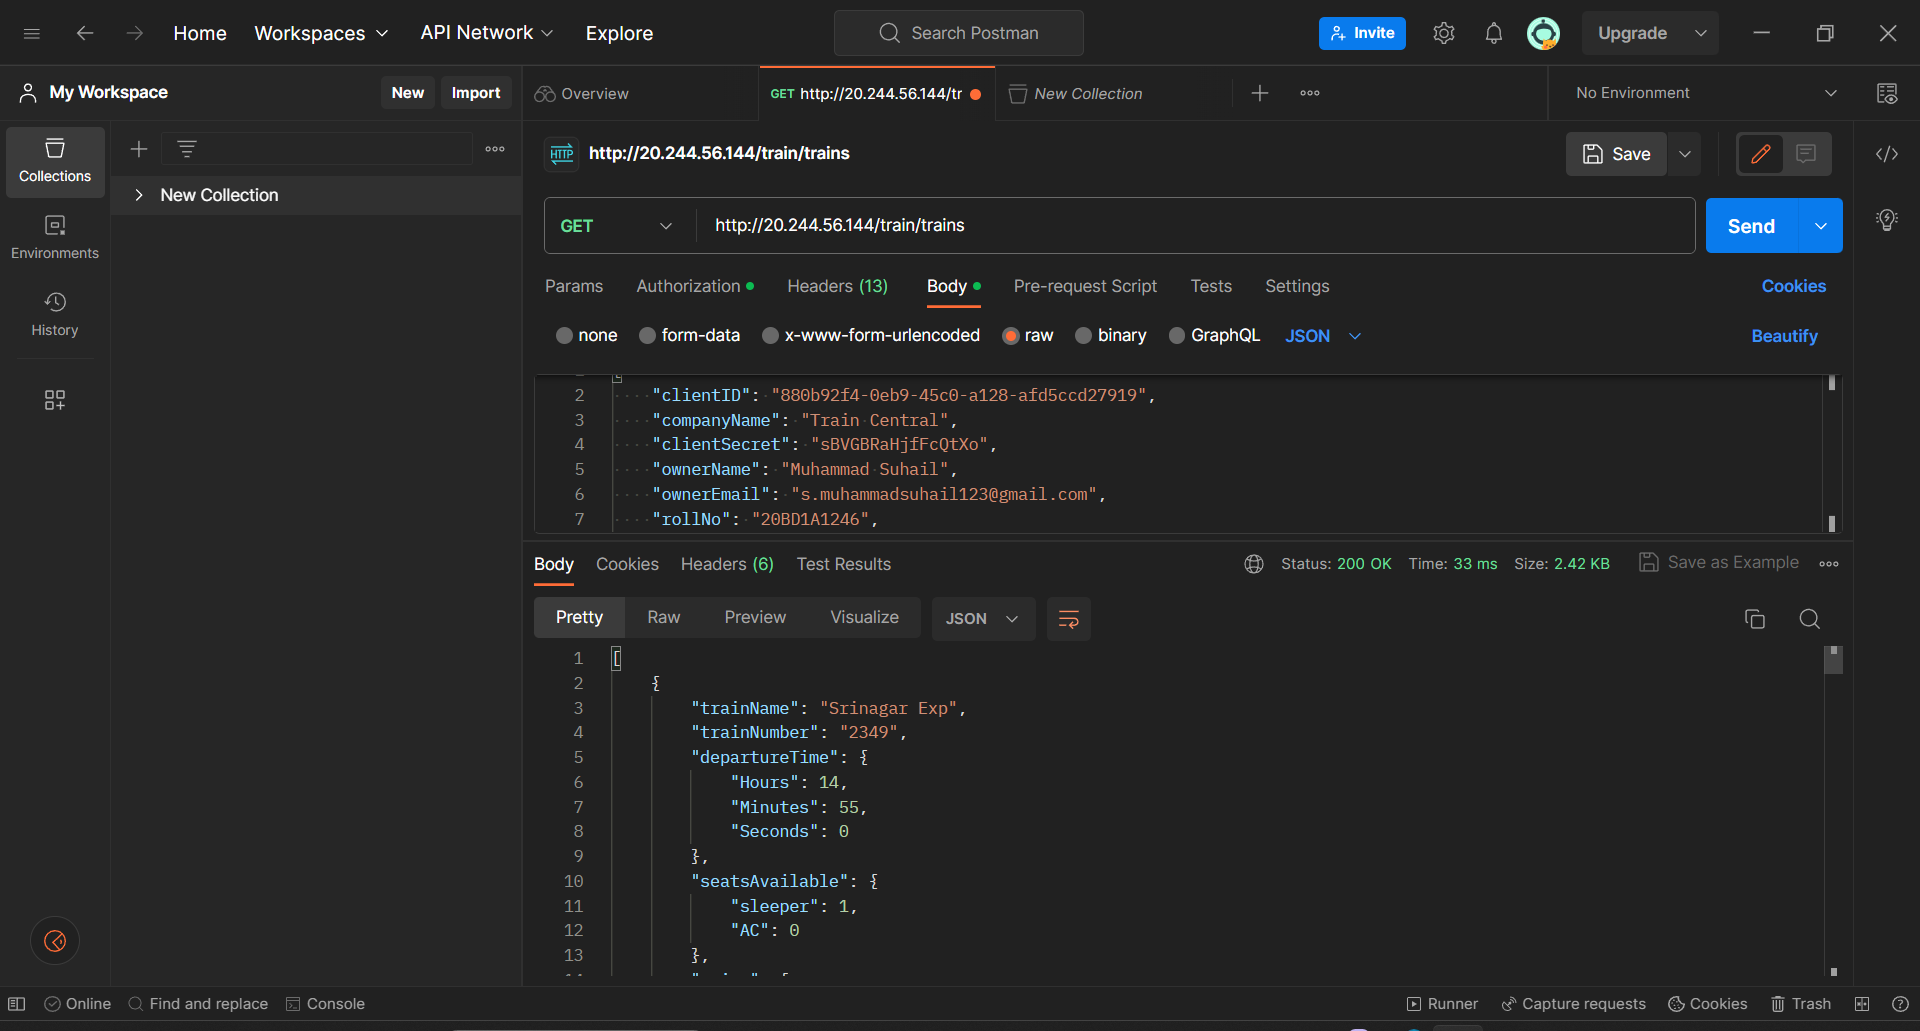 Home Workspaces API Network Explore Search Postman Invite Upgrade
My Workspace New Import Overview GET http://20.244.56.144/tr New Collection No Environment
Collections
Environments
History
New Collection
HTTP http://20.244.56.144/train/trains Save
GET http://20.244.56.144/train/trains Send
Params Authorization Headers (13) Body Pre-request Script Tests Settings Cookies
none form-data x-www-form-urlencoded raw binary GraphQL JSON Beautify
2 "clientID": "880b92f4-0eb9-45c0-a128-afd5ccd27919",
3 "companyName": "Train Central",
4 "clientSecret": "sBVGBRaHjfFcQtXo",
5 "ownerName": "Muhammad Suhail",
6 "ownerEmail": "s.muhammadsuhail123@gmail.com",
7 "rollNo": "20BD1A1246",
Body Cookies Headers (6) Test Results Status: 200 OK Time: 33 ms Size: 2.42 KB Save as Example
Pretty Raw Preview Visualize JSON
1 [
2 {
3 "trainName": "Srinagar Exp",
4 "trainNumber": "2349",
5 "departureTime": {
6 "Hours": 14,
7 "Minutes": 55,
8 "Seconds": 0
9 },
10 "seatsAvailable": {
11 "sleeper": 1,
12 "AC": 0
13 },
Online Find and replace Console Runner Capture requests Cookies Trash